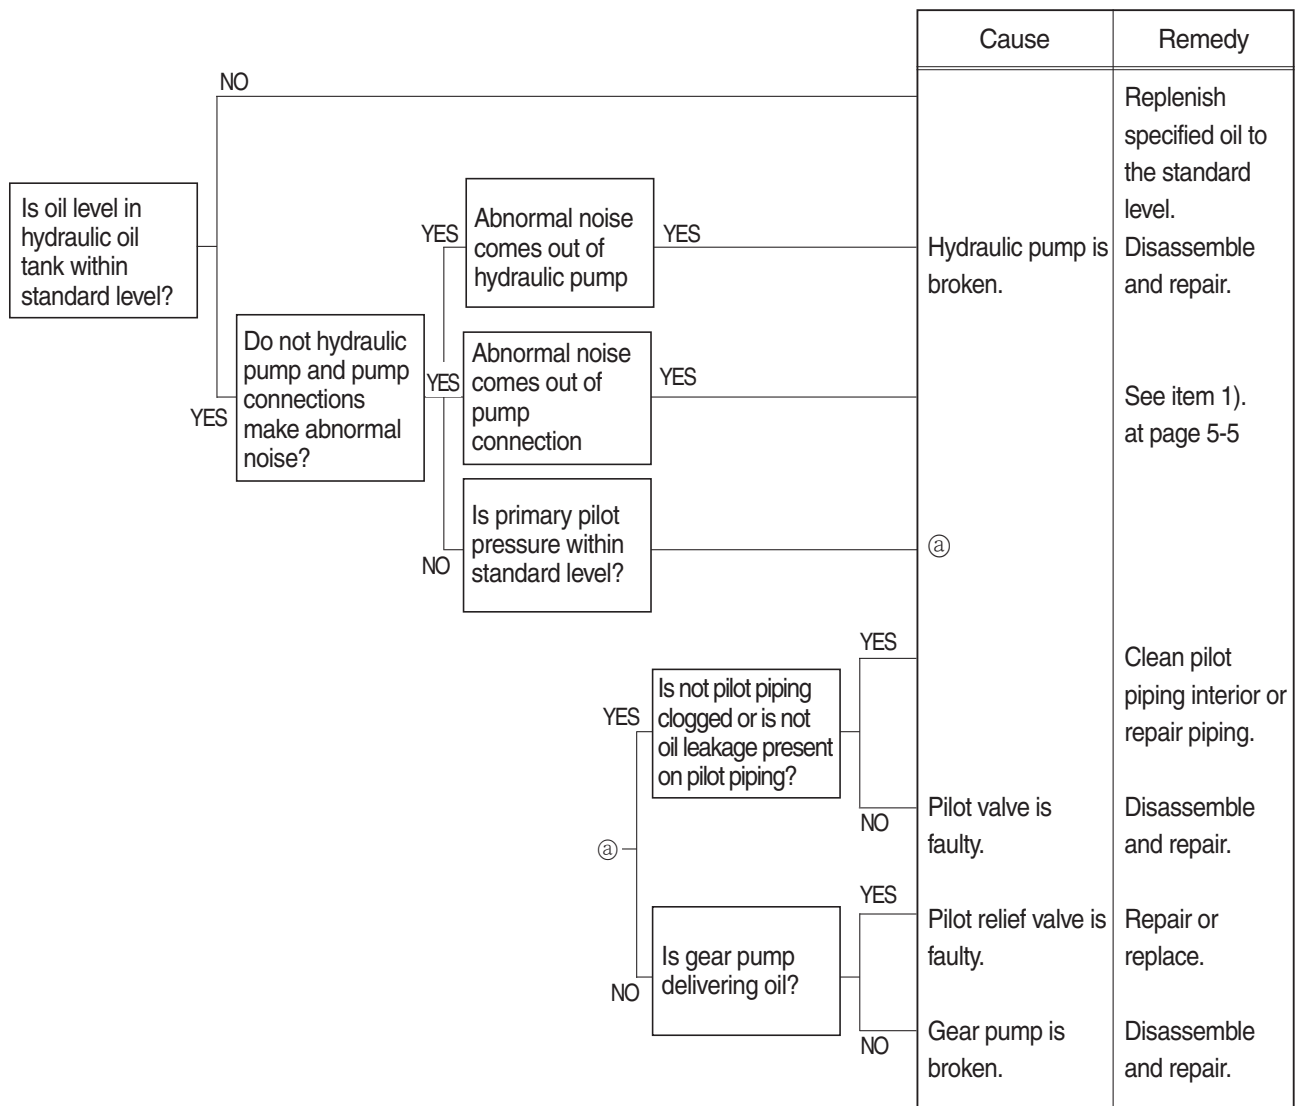 Cause
Remedy
NO
Replenish
specified oil to
the standard
level.
Is oil level in
hydraulic oil
tank within
standard level?
YES
Abnormal noise
comes out of
hydraulic pump
YES
Hydraulic pump is
broken.
Disassemble
and repair.
YES
Do not hydraulic
pump and pump
connections
make abnormal
noise?
YES
Abnormal noise
comes out of
pump
connection
YES
See item 1).
at page 5-5
NO
Is primary pilot
pressure within
standard level?
ⓐ
ⓐ
YES
Is not pilot piping
clogged or is not
oil leakage present
on pilot piping?
YES
Clean pilot
piping interior or
repair piping.
NO
Pilot valve is
faulty.
Disassemble
and repair.
NO
Is gear pump
delivering oil?
YES
Pilot relief valve is
faulty.
Repair or
replace.
NO
Gear pump is
broken.
Disassemble
and repair.